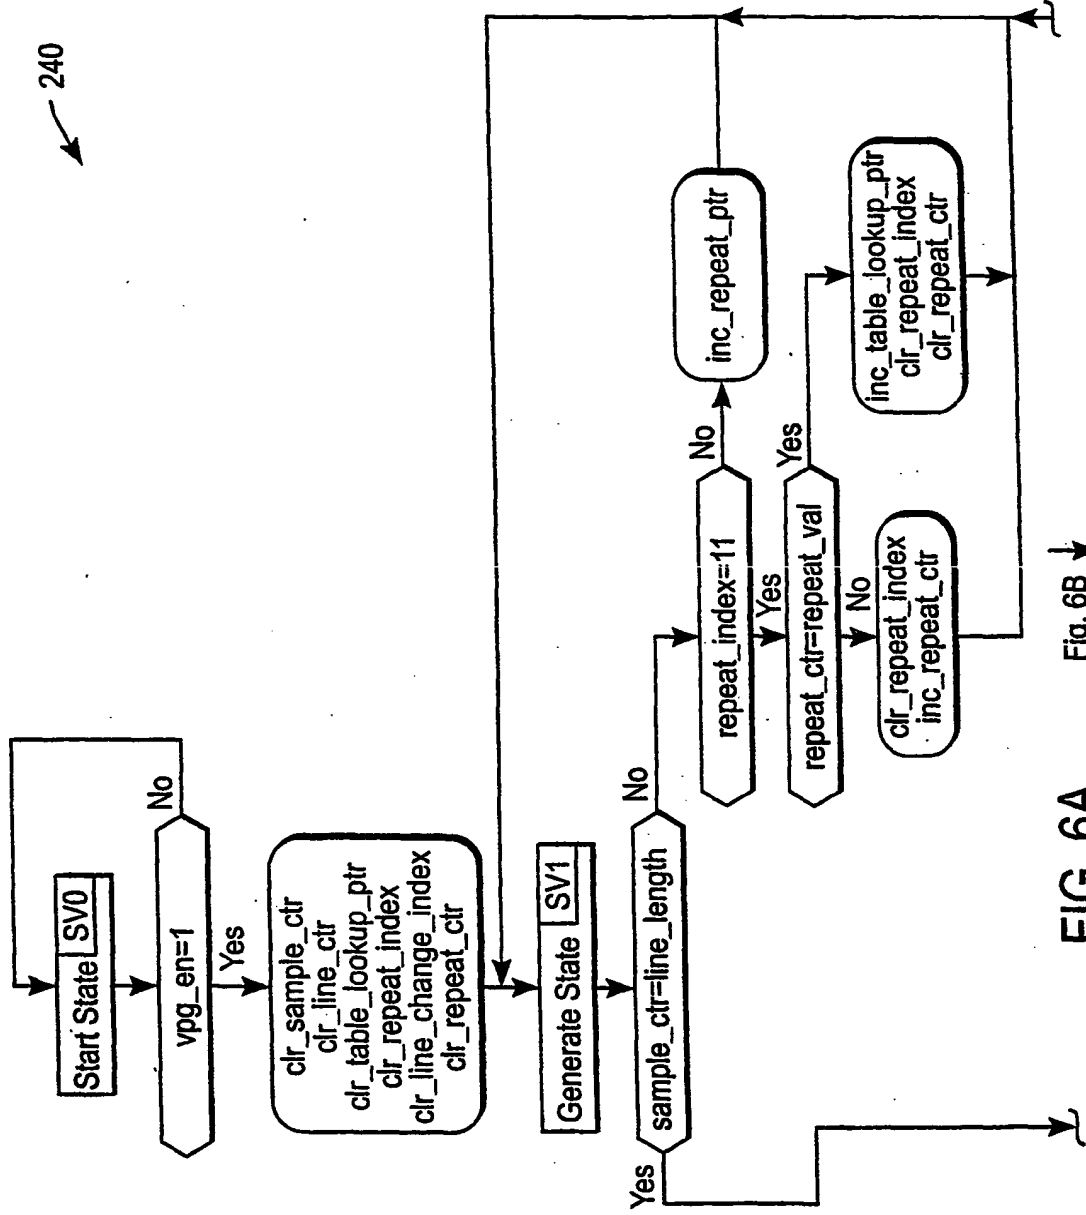 240
Start State
SV0
vpg_en=1
No
Yes
clr_sample_ctr
clr_line_ctr
clr_table_lookup_ptr
clr_repeat_index
clr_line_change_index
clr_repeat_ctr
Generate State
SV1
sample_ctr=line_length
Yes
No
repeat_index=11
No
inc_repeat_ptr
Yes
repeat_ctr=repeat_val
Yes
No
clr_repeat_index
inc_repeat_ctr
inc_table_lookup_ptr
clr_repeat_index
clr_repeat_ctr
Fig. 6B
FIG. 6A